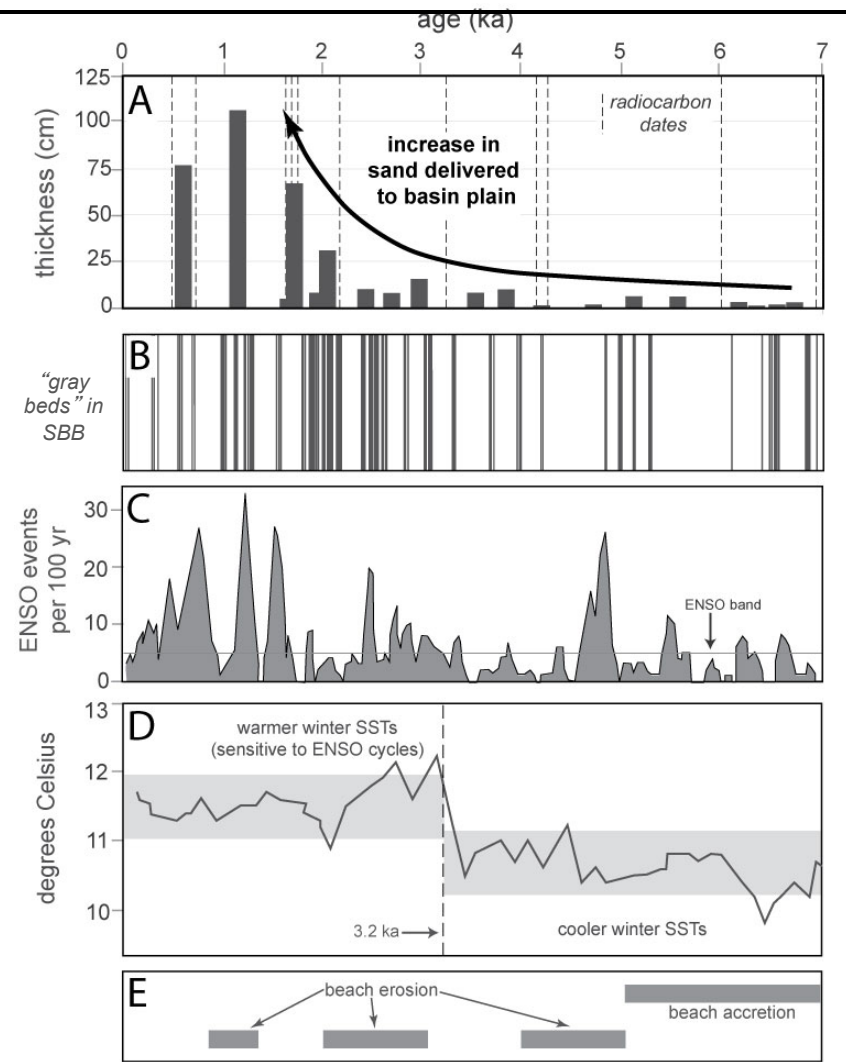 age (ka)
0 1 2 3 4 5 6 7
A
thickness (cm)
125
100
75
50
25
0
radiocarbon
dates
increase in
sand delivered
to basin plain
B
“gray
beds” in
SBB
C
ENSO events
per 100 yr
30
20
10
0
ENSO band
D
degrees Celsius
13
12
11
10
warmer winter SSTs
(sensitive to ENSO cycles)
3.2 ka
cooler winter SSTs
E
beach erosion
beach accretion